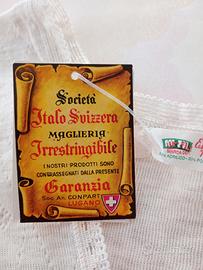 Società
Italo Svizzera
MAGLIERIA
Irrestringibile
I NOSTRI PRODOTTI SONO
CONTRASSEGNATI DALLA PRESENTE
Garanzia
Soc. An. CONPART
LUGANO